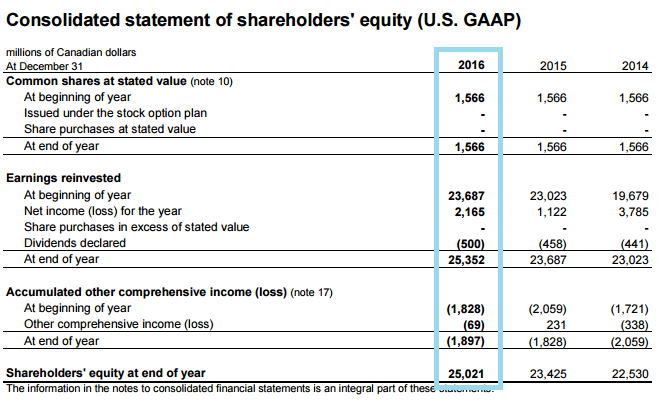 Consolidated statement of shareholders' equity (U.S. GAAP)
millions of Canadian dollars
At December 31 2016 2015 2014
Common shares at stated value (note 10)
At beginning of year 1,566 1,566 1,566
Issued under the stock option plan - - -
Share purchases at stated value - - -
At end of year 1,566 1,566 1,566
Earnings reinvested
At beginning of year 23,687 23,023 19,679
Net income (loss) for the year 2,165 1,122 3,785
Share purchases in excess of stated value - - -
Dividends declared (500) (458) (441)
At end of year 25,352 23,687 23,023
Accumulated other comprehensive income (loss) (note 17)
At beginning of year (1,828) (2,059) (1,721)
Other comprehensive income (loss) (69) 231 (338)
At end of year (1,897) (1,828) (2,059)
Shareholders' equity at end of year 25,021 23,425 22,530
The information in the notes to consolidated financial statements is an integral part of these statements.